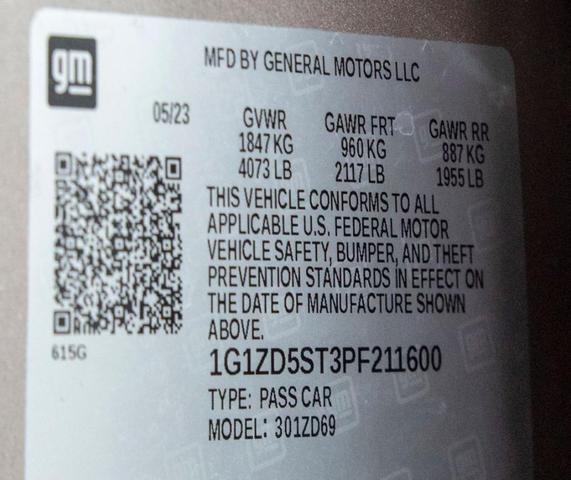 gm
MFD BY GENERAL MOTORS LLC
05/23 GVWR GAWR FRT GAWR RR
1847 KG 960 KG 887 KG
4073 LB 2117 LB 1955 LB
THIS VEHICLE CONFORMS TO ALL
APPLICABLE U.S. FEDERAL MOTOR
VEHICLE SAFETY, BUMPER, AND THEFT
PREVENTION STANDARDS IN EFFECT ON
THE DATE OF MANUFACTURE SHOWN
ABOVE.
615G
1G1ZD5ST3PF211600
TYPE: PASS CAR
MODEL: 301ZD69